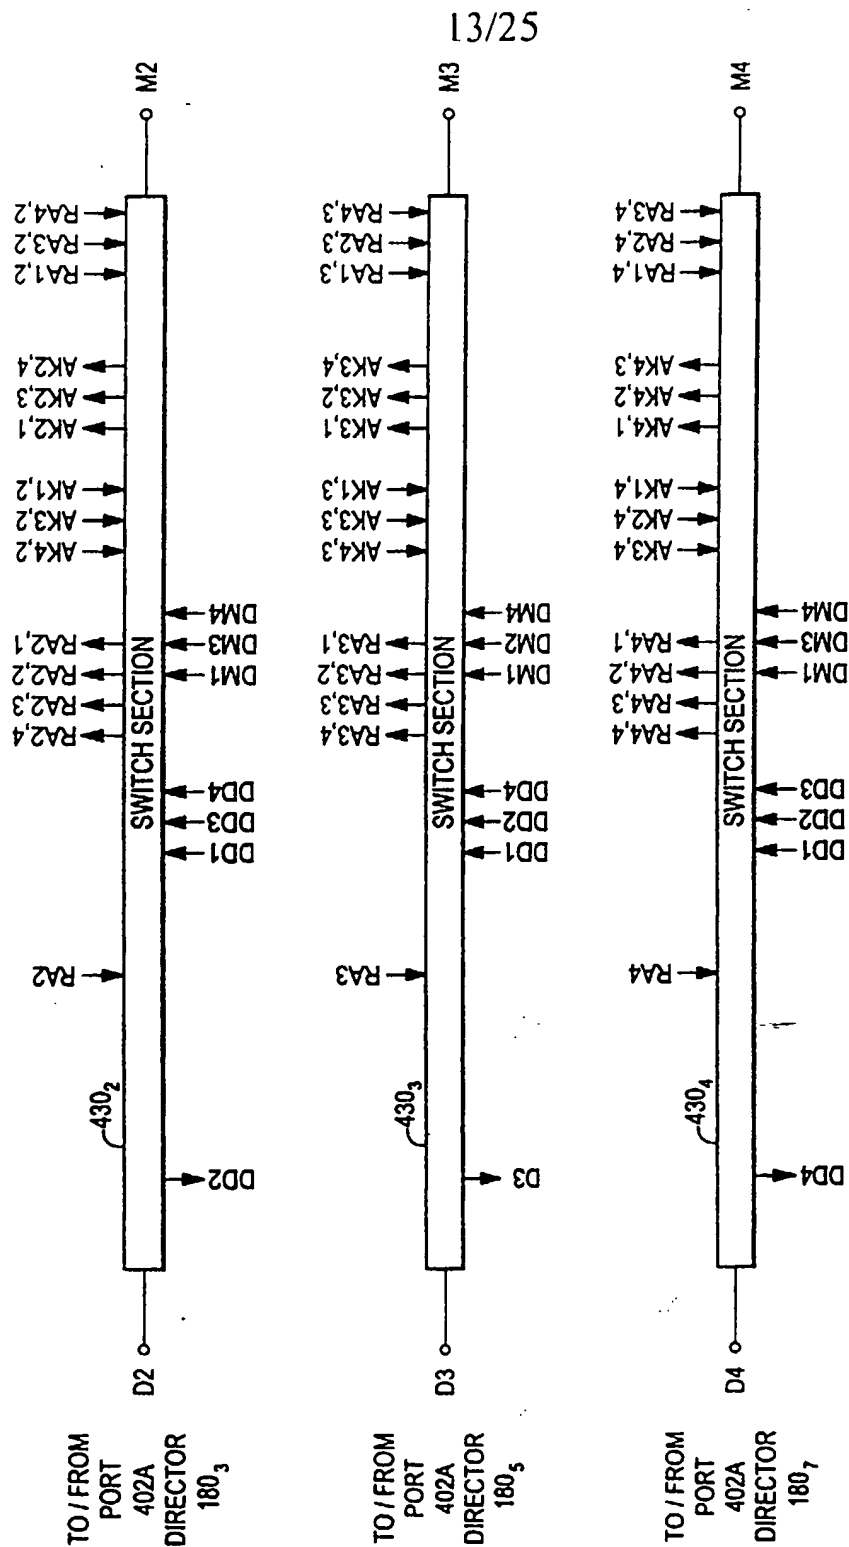 13/25
M2
RA4,2
RA3,2
RA1,2
AK2,4
AK2,3
AK2,1
AK1,2
AK3,2
AK4,2
DM4
DM3
DM1
RA2,1
RA2,2
RA2,3
RA2,4
SWITCH SECTION
DD4
DD3
DD1
RA2
430₂
DD2
D2
TO / FROM
PORT
402A
DIRECTOR
180₃
M3
RA4,3
RA2,3
RA1,3
AK3,4
AK3,2
AK3,1
AK1,3
AK3,3
AK4,3
DM4
DM2
DM1
RA3,1
RA3,2
RA3,3
RA3,4
SWITCH SECTION
DD4
DD2
DD1
RA3
430₃
D3
D3
TO / FROM
PORT
402A
DIRECTOR
180₅
M4
RA3,4
RA2,4
RA1,4
AK4,3
AK4,2
AK4,1
AK1,4
AK2,4
AK3,4
DM4
DM3
DM1
RA4,1
RA4,2
RA4,3
RA4,4
SWITCH SECTION
DD3
DD2
DD1
RA4
430₄
DD4
D4
TO / FROM
PORT
402A
DIRECTOR
180₇